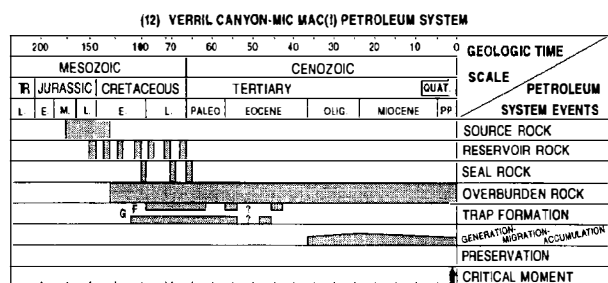 (12) VERRIL CANYON-MIC MAC(!) PETROLEUM SYSTEM
200 150 100 70 60 50 40 30 20 10 0
GEOLOGIC TIME
SCALE
PETROLEUM
SYSTEM EVENTS
MESOZOIC CENOZOIC
TR JURASSIC CRETACEOUS TERTIARY QUAT.
L. E. M. L. E. L. PALEO EOCENE OLIG. MIOCENE PP
SOURCE ROCK
RESERVOIR ROCK
SEAL ROCK
OVERBURDEN ROCK
F ?
G ?
TRAP FORMATION
GENERATION-MIGRATION-ACCUMULATION
PRESERVATION
CRITICAL MOMENT